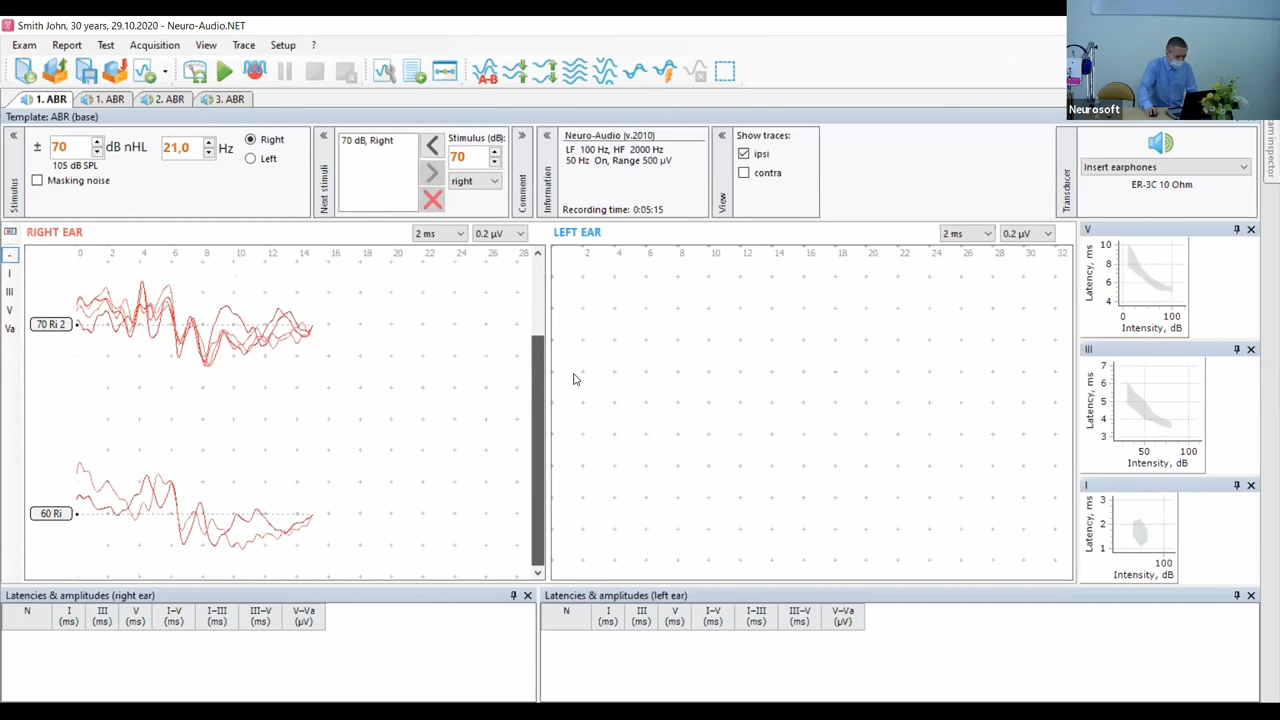 Smith John, 30 years, 29.10.2020 - Neuro-Audio.NET
Exam Report Test Acquisition View Trace Setup ?
Neurosoft
A-B
1. ABR 1. ABR 2. ABR 3. ABR
Template: ABR (base)
Stimulus
± 70 dB nHL 21,0 Hz
105 dB SPL
Masking noise
Right
Left
Next stimuli
70 dB, Right
Stimulus (dB):
70
right
Comment
Information
Neuro-Audio (v.2010)
LF 100 Hz, HF 2000 Hz
50 Hz On, Range 500 µV
Recording time: 0:05:15
View
Show traces:
ipsi
contra
Transducer
Insert earphones
ER-3C 10 Ohm
Exam inspector
-
I
III
V
Va
RIGHT EAR 2 ms 0.2 µV
0 2 4 6 8 10 12 14 16 18 20 22 24 26 28
70 Ri 2
60 Ri
LEFT EAR 2 ms 0.2 µV
2 4 6 8 10 12 14 16 18 20 22 24 26 28 30 32
V
Latency, ms
10
8
6
4
0 100
Intensity, dB
III
Latency, ms
7
6
5
4
3
50 100
Intensity, dB
I
Latency, ms
3
2
1
100
Intensity, dB
Latencies & amplitudes (right ear)
N I (ms) III (ms) V (ms) I–V (ms) I–III (ms) III–V (ms) V–Va (µV)
Latencies & amplitudes (left ear)
N I (ms) III (ms) V (ms) I–V (ms) I–III (ms) III–V (ms) V–Va (µV)